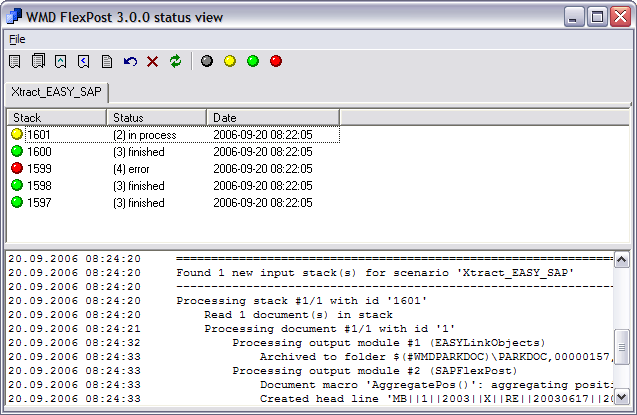 WMD FlexPost 3.0.0 status view
File
Xtract_EASY_SAP
Stack Status Date
1601 (2) in process 2006-09-20 08:22:05
1600 (3) finished 2006-09-20 08:22:05
1599 (4) error 2006-09-20 08:22:05
1598 (3) finished 2006-09-20 08:22:05
1597 (3) finished 2006-09-20 08:22:05
20.09.2006 08:24:20 ================================================================
20.09.2006 08:24:20 Found 1 new input stack(s) for scenario 'Xtract_EASY_SAP'
20.09.2006 08:24:20 ----------------------------------------------------------------
20.09.2006 08:24:20 Processing stack #1/1 with id '1601'
20.09.2006 08:24:20 Read 1 document(s) in stack
20.09.2006 08:24:21 Processing document #1/1 with id '1'
20.09.2006 08:24:32 Processing output module #1 (EASYLinkObjects)
20.09.2006 08:24:33 Archived to folder $(#WMDPARKDOC)\PARKDOC,00000157,
20.09.2006 08:24:33 Processing output module #2 (SAPFlexPost)
20.09.2006 08:24:33 Document macro 'AggregatePos()': aggregating positi
20.09.2006 08:24:33 Created head line 'MB||1||2003||X||RE||20030617||20